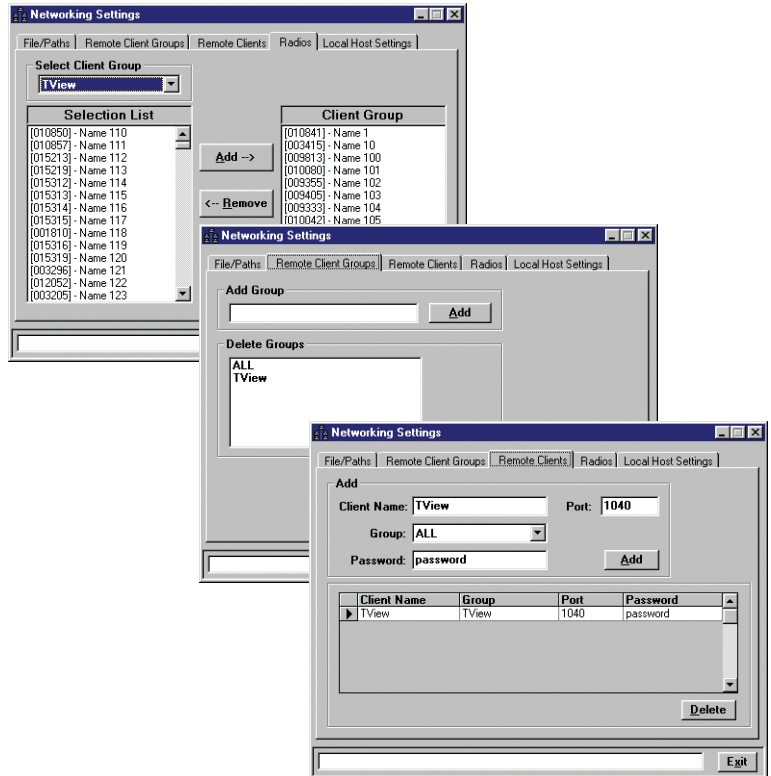 Networking Settings
File/Paths Remote Client Groups Remote Clients Radios Local Host Settings
Select Client Group
TView
Selection List
[010850] - Name 110
[010857] - Name 111
[015213] - Name 112
[015219] - Name 113
[015312] - Name 114
[015313] - Name 115
[015314] - Name 116
[015315] - Name 117
[001810] - Name 118
[015316] - Name 119
[015319] - Name 120
[003296] - Name 121
[012052] - Name 122
[003205] - Name 123
Add -->
<-- Remove
Client Group
[010841] - Name 1
[003415] - Name 10
[009813] - Name 100
[010080] - Name 101
[009355] - Name 102
[009405] - Name 103
[009333] - Name 104
[010042] - Name 105
Networking Settings
File/Paths Remote Client Groups Remote Clients Radios Local Host Settings
Add Group
Add
Delete Groups
ALL
TView
Networking Settings
File/Paths Remote Client Groups Remote Clients Radios Local Host Settings
Add
Client Name: TView Port: 1040
Group: ALL
Password: password Add
Client Name Group Port Password
TView TView 1040 password
Delete
Exit